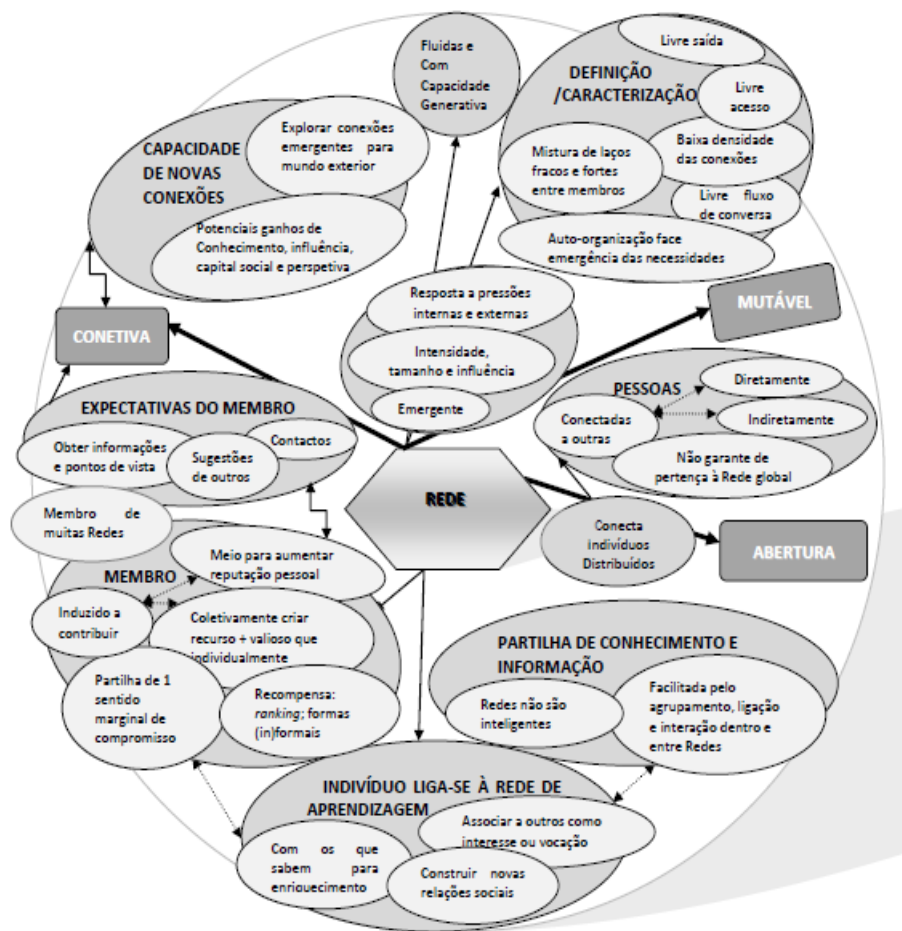 Fluidas e
Com
Capacidade
Generativa
Livre saída
DEFINIÇÃO
/CARACTERIZAÇÃO
Livre
acesso
Baixa densidade
das conexões
Mistura de laços
fracos e fortes
entre membros
Livre fluxo
de conversa
Auto-organização face
emergência das necessidades
CAPACIDADE
DE NOVAS
CONEXÕES
Explorar conexões
emergentes para
mundo exterior
Potenciais ganhos de
Conhecimento, influência,
capital social e perspetiva
CONETIVA
Resposta a pressões
internas e externas
Intensidade,
tamanho e influência
Emergente
MUTÁVEL
PESSOAS
Diretamente
Conectadas
a outras
Indiretamente
Não garante de
pertença à Rede global
EXPECTATIVAS DO MEMBRO
Contactos
Obter informações
e pontos de vista
Sugestões
de outros
REDE
Conecta
Indivíduos
Distribuídos
ABERTURA
Membro de
muitas Redes
MEMBRO
Meio para aumentar
reputação pessoal
Induzido a
contribuir
Coletivamente criar
recurso + valioso que
individualmente
Partilha de 1
sentido
marginal de
compromisso
Recompensa:
ranking; formas
(in)formais
PARTILHA DE CONHECIMENTO E
INFORMAÇÃO
Redes não são
inteligentes
Facilitada pelo
agrupamento, ligação
e interação dentro e
entre Redes
INDIVÍDUO LIGA-SE À REDE DE
APRENDIZAGEM
Associar a outros como
interesse ou vocação
Com os que
sabem para
enriquecimento
Construir novas
relações sociais